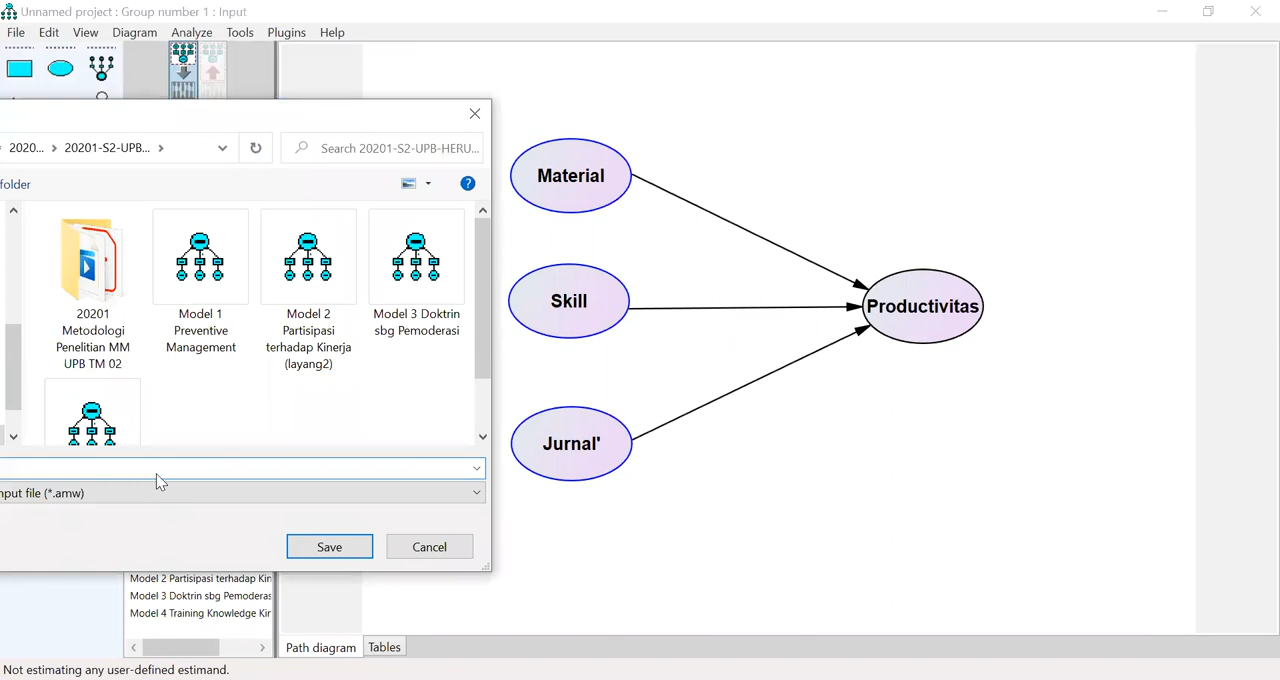 Unnamed project : Group number 1 : Input
File Edit View Diagram Analyze Tools Plugins Help
2020... > 20201-S2-UPB... >
Search 20201-S2-UPB-HERU...
folder
20201
Metodologi
Penelitian MM
UPB TM 02
Model 1
Preventive
Management
Model 2
Partisipasi
terhadap Kinerja
(layang2)
Model 3 Doktrin
sbg Pemoderasi
nput file (*.amw)
Save
Cancel
Model 2 Partisipasi terhadap Kin
Model 3 Doktrin sbg Pemoderas
Model 4 Training Knowledge Kir
Material
Skill
Jurnal'
Productivitas
Path diagram
Tables
Not estimating any user-defined estimand.